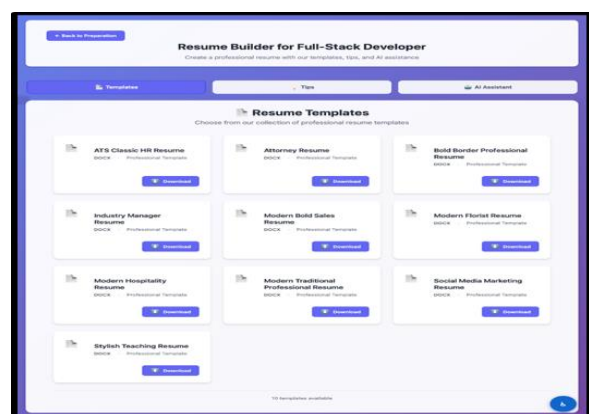 Back to Preparation
Resume Builder for Full-Stack Developer
Create a professional resume with our templates, tips, and AI assistance
Templates
Tips
AI Assistant
Resume Templates
Choose from our collection of professional resume templates
ATS Classic HR Resume
DOCX Professional Template
Download
Attorney Resume
DOCX Professional Template
Download
Bold Border Professional
Resume
DOCX Professional Template
Download
Industry Manager
Resume
DOCX Professional Template
Download
Modern Bold Sales
Resume
DOCX Professional Template
Download
Modern Florist Resume
DOCX Professional Template
Download
Modern Hospitality
Resume
DOCX Professional Template
Download
Modern Traditional
Professional Resume
DOCX Professional Template
Download
Social Media Marketing
Resume
DOCX Professional Template
Download
Stylish Teaching Resume
DOCX Professional Template
Download
10 templates available